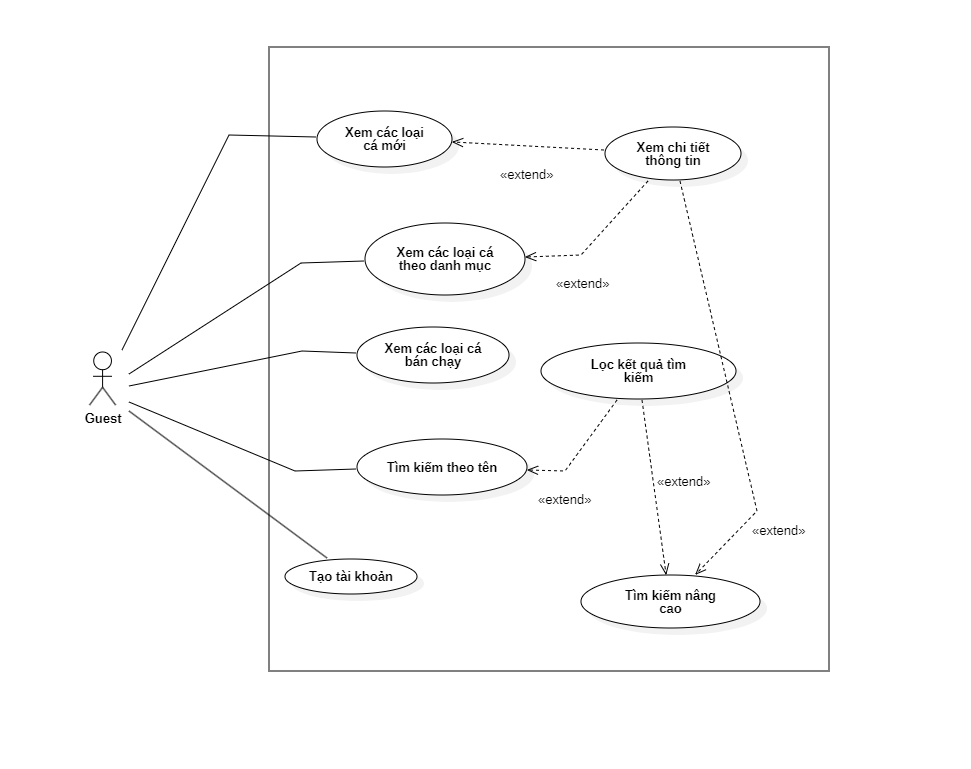 Xem các loại
cá mới
Xem chi tiết
thông tin
«extend»
Xem các loại cá
theo danh mục
«extend»
Xem các loại cá
bán chạy
Lọc kết quả tìm
kiếm
Guest
Tìm kiếm theo tên
«extend»
«extend»
«extend»
Tạo tài khoản
Tìm kiếm nâng
cao